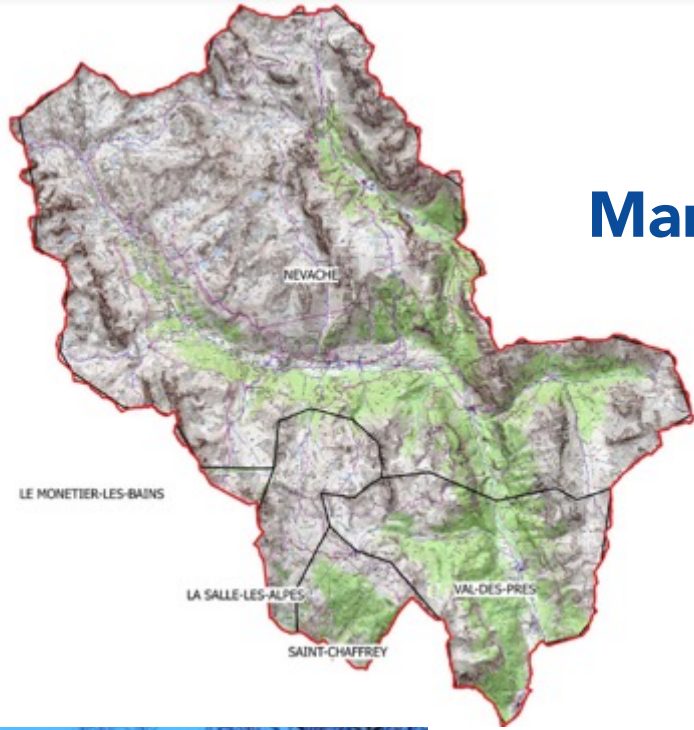 Mar
NEVACHE
LE MONETIER-LES-BAINS
LA SALLE-LES-ALPES
VAL-DES-PRES
SAINT-CHAFFREY